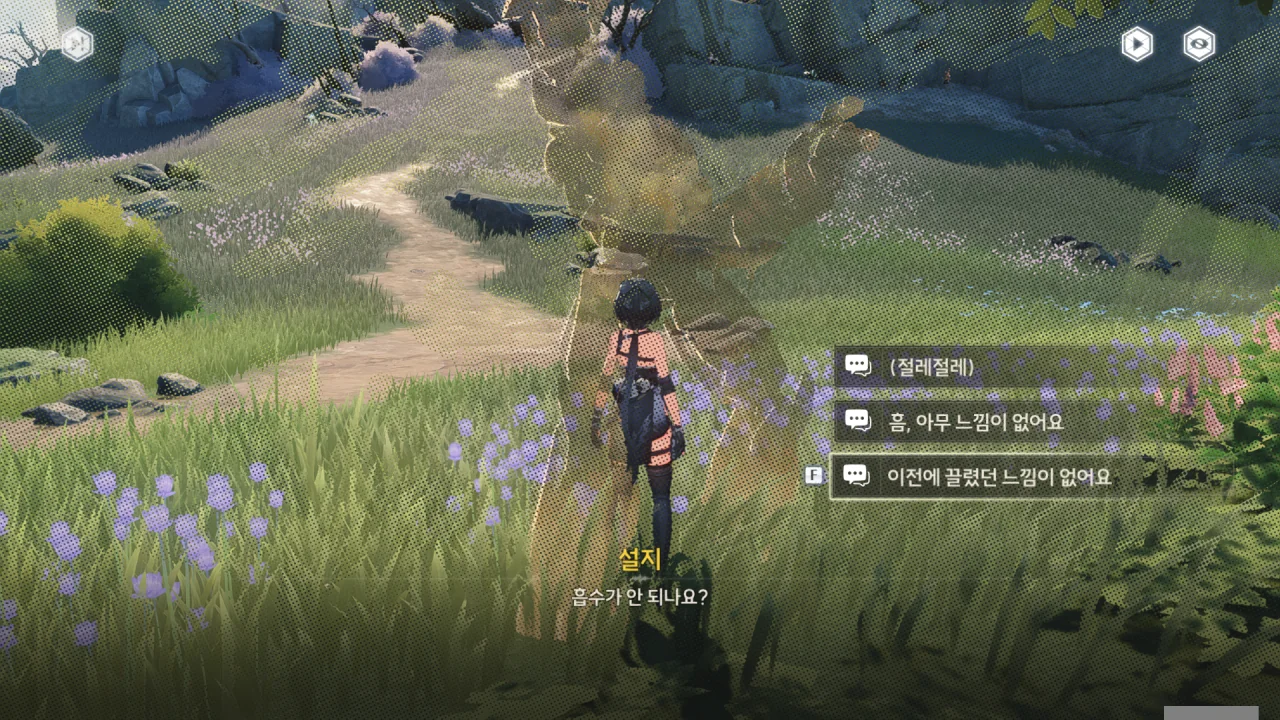 (절레절레)
흠, 아무 느낌이 없어요
F
이전에 끌렸던 느낌이 없어요
설지
흡수가 안 되나요?